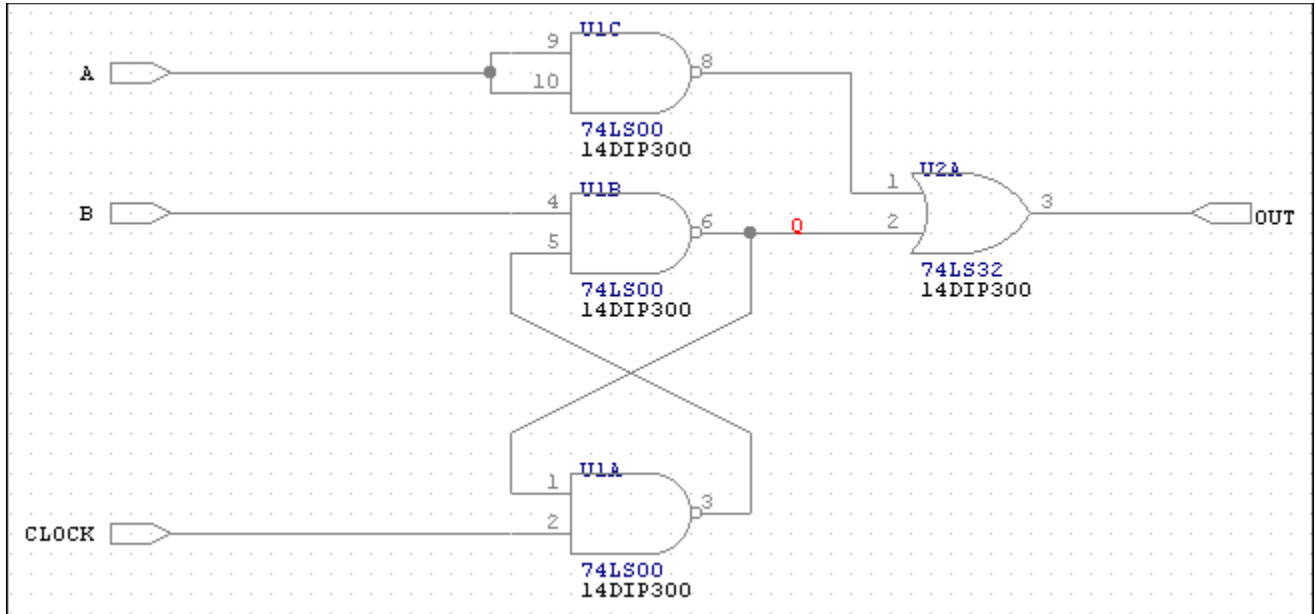 U1C
9
8
A
10
74LS00
14DIP300
U1B
U2A
1
4
6
3
B
Q
2
OUT
5
74LS00
74LS32
14DIP300
14DIP300
U1A
1
3
2
CLOCK
74LS00
14DIP300